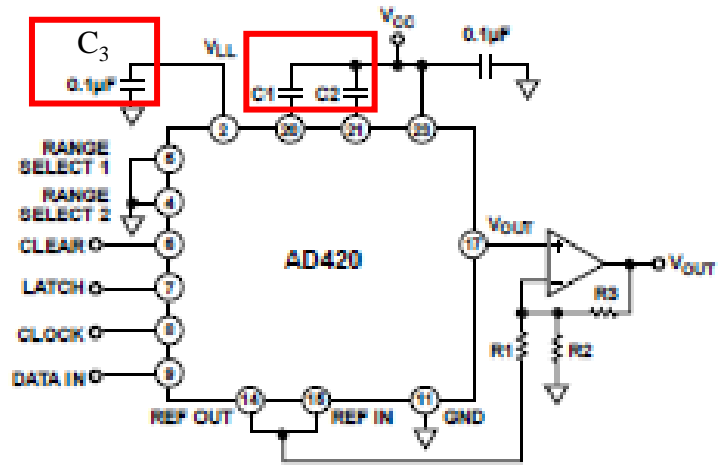 C3
0.1µF
VLL
C1
C2
VCC
0.1µF
2
20
21
23
RANGE
SELECT 1
5
RANGE
SELECT 2
4
CLEAR
6
LATCH
7
CLOCK
8
DATA IN
9
AD420
17
VOUT
VOUT
R3
R1
R2
REF OUT
14
15
REF IN
11
GND